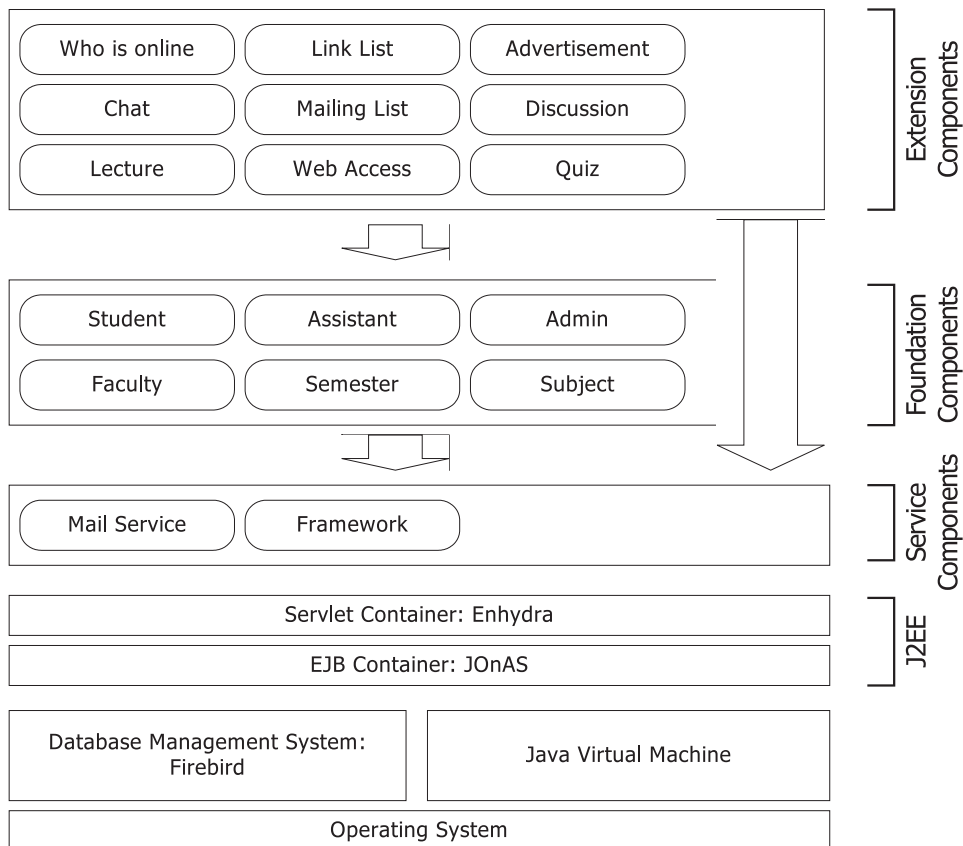 Who is online
Link List
Advertisement
Chat
Mailing List
Discussion
Lecture
Web Access
Quiz
Extension
Components
Student
Assistant
Admin
Faculty
Semester
Subject
Foundation
Components
Mail Service
Framework
Service
Components
Servlet Container: Enhydra
EJB Container: JOnAS
J2EE
Database Management System:
Firebird
Java Virtual Machine
Operating System